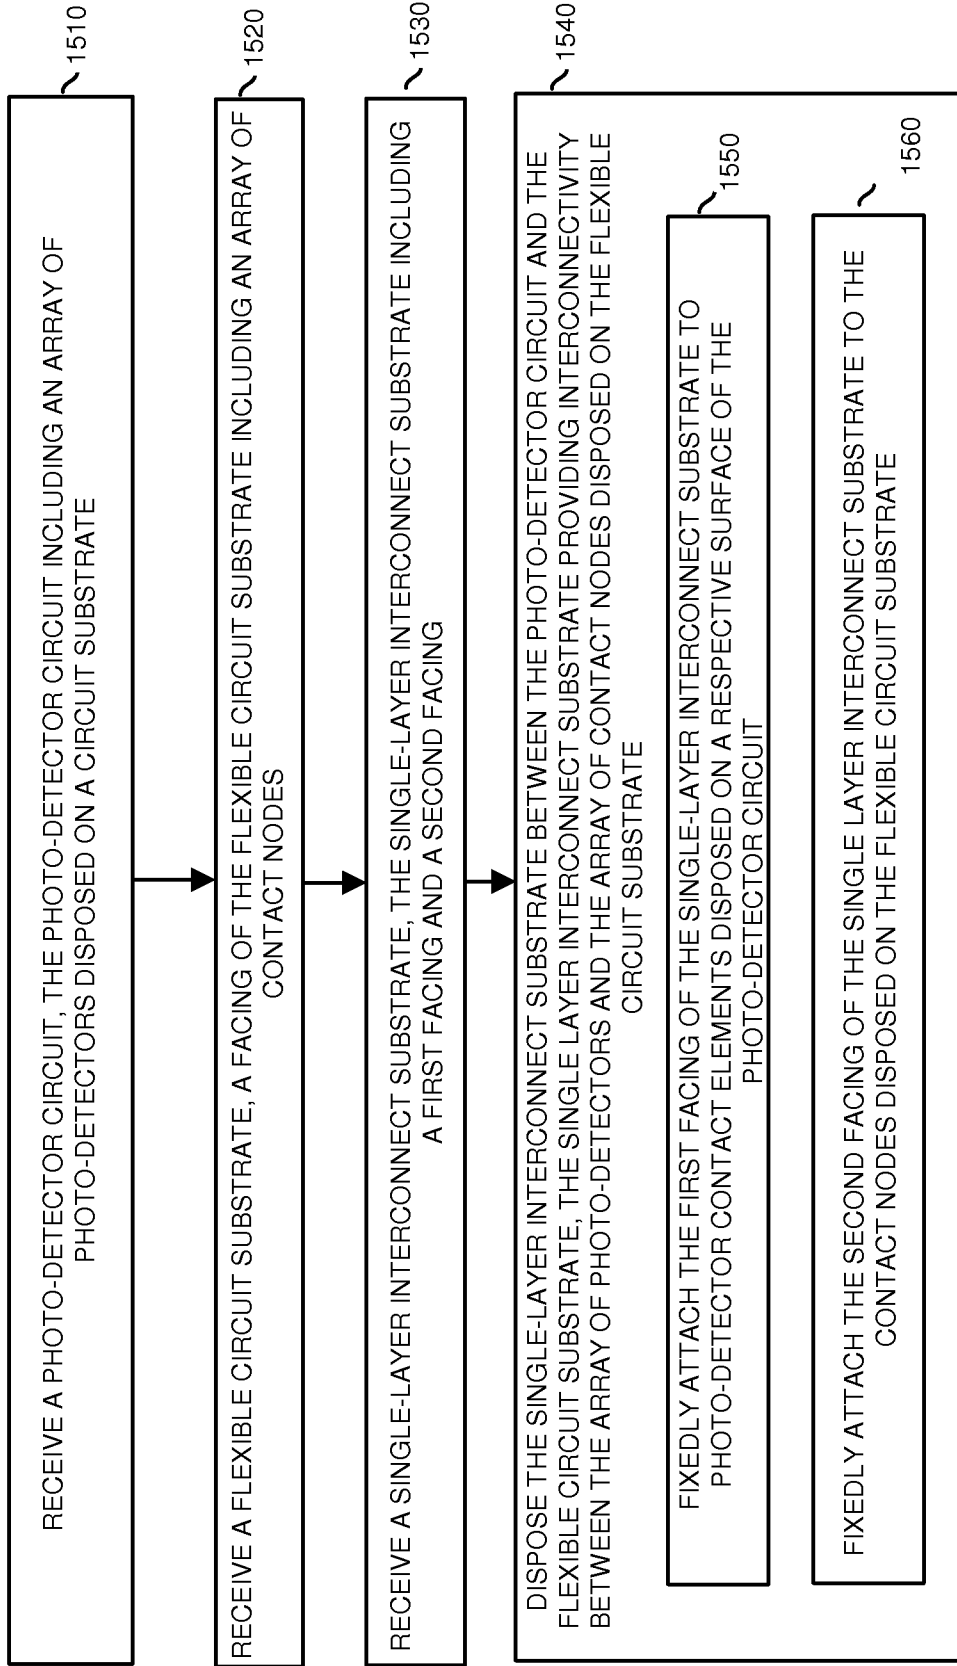 RECEIVE A PHOTO-DETECTOR CIRCUIT, THE PHOTO-DETECTOR CIRCUIT INCLUDING AN ARRAY OF
PHOTO-DETECTORS DISPOSED ON A CIRCUIT SUBSTRATE
1510
RECEIVE A FLEXIBLE CIRCUIT SUBSTRATE, A FACING OF THE FLEXIBLE CIRCUIT SUBSTRATE INCLUDING AN ARRAY OF
CONTACT NODES
1520
RECEIVE A SINGLE-LAYER INTERCONNECT SUBSTRATE, THE SINGLE-LAYER INTERCONNECT SUBSTRATE INCLUDING
A FIRST FACING AND A SECOND FACING
1530
DISPOSE THE SINGLE-LAYER INTERCONNECT SUBSTRATE BETWEEN THE PHOTO-DETECTOR CIRCUIT AND THE
FLEXIBLE CIRCUIT SUBSTRATE, THE SINGLE LAYER INTERCONNECT SUBSTRATE PROVIDING INTERCONNECTIVITY
BETWEEN THE ARRAY OF PHOTO-DETECTORS AND THE ARRAY OF CONTACT NODES DISPOSED ON THE FLEXIBLE
CIRCUIT SUBSTRATE
1540
FIXEDLY ATTACH THE FIRST FACING OF THE SINGLE-LAYER INTERCONNECT SUBSTRATE TO
PHOTO-DETECTOR CONTACT ELEMENTS DISPOSED ON A RESPECTIVE SURFACE OF THE
PHOTO-DETECTOR CIRCUIT
1550
FIXEDLY ATTACH THE SECOND FACING OF THE SINGLE LAYER INTERCONNECT SUBSTRATE TO THE
CONTACT NODES DISPOSED ON THE FLEXIBLE CIRCUIT SUBSTRATE
1560